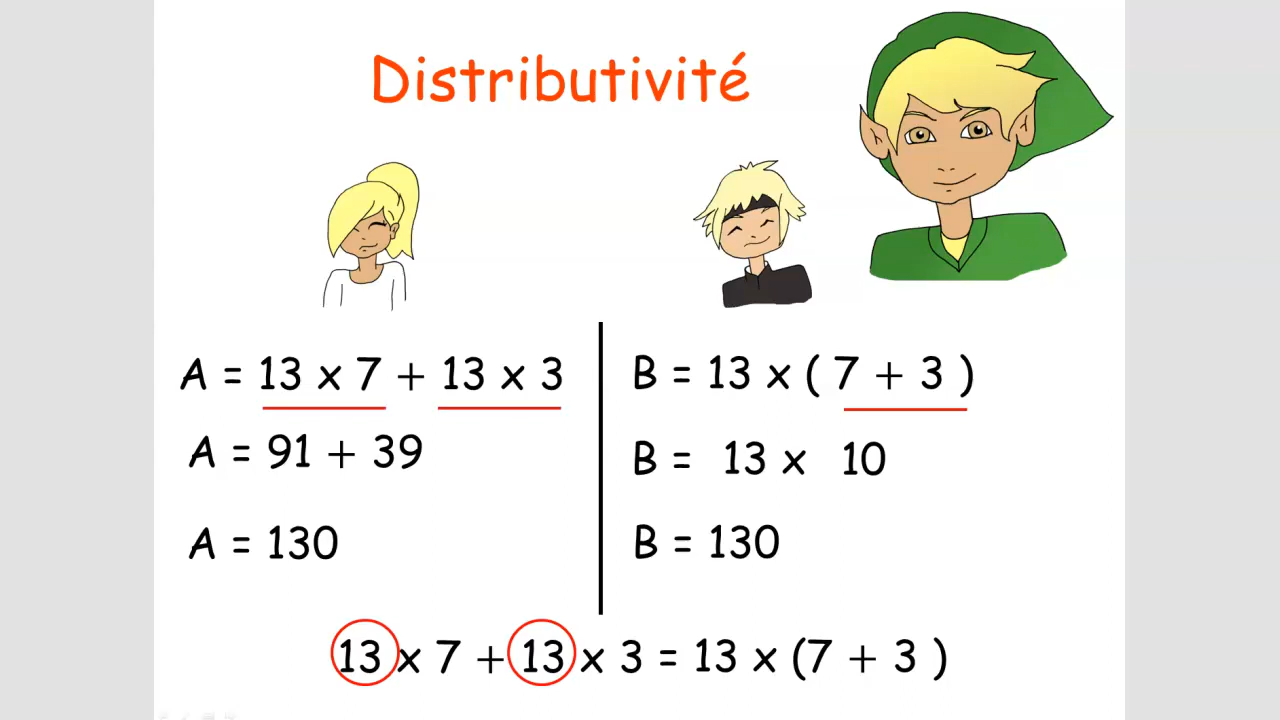 Distributivité
A = 13 x 7 + 13 x 3
A = 91 + 39
A = 130
B = 13 x ( 7 + 3 )
B = 13 x 10
B = 130
13 x 7 + 13 x 3 = 13 x (7 + 3 )